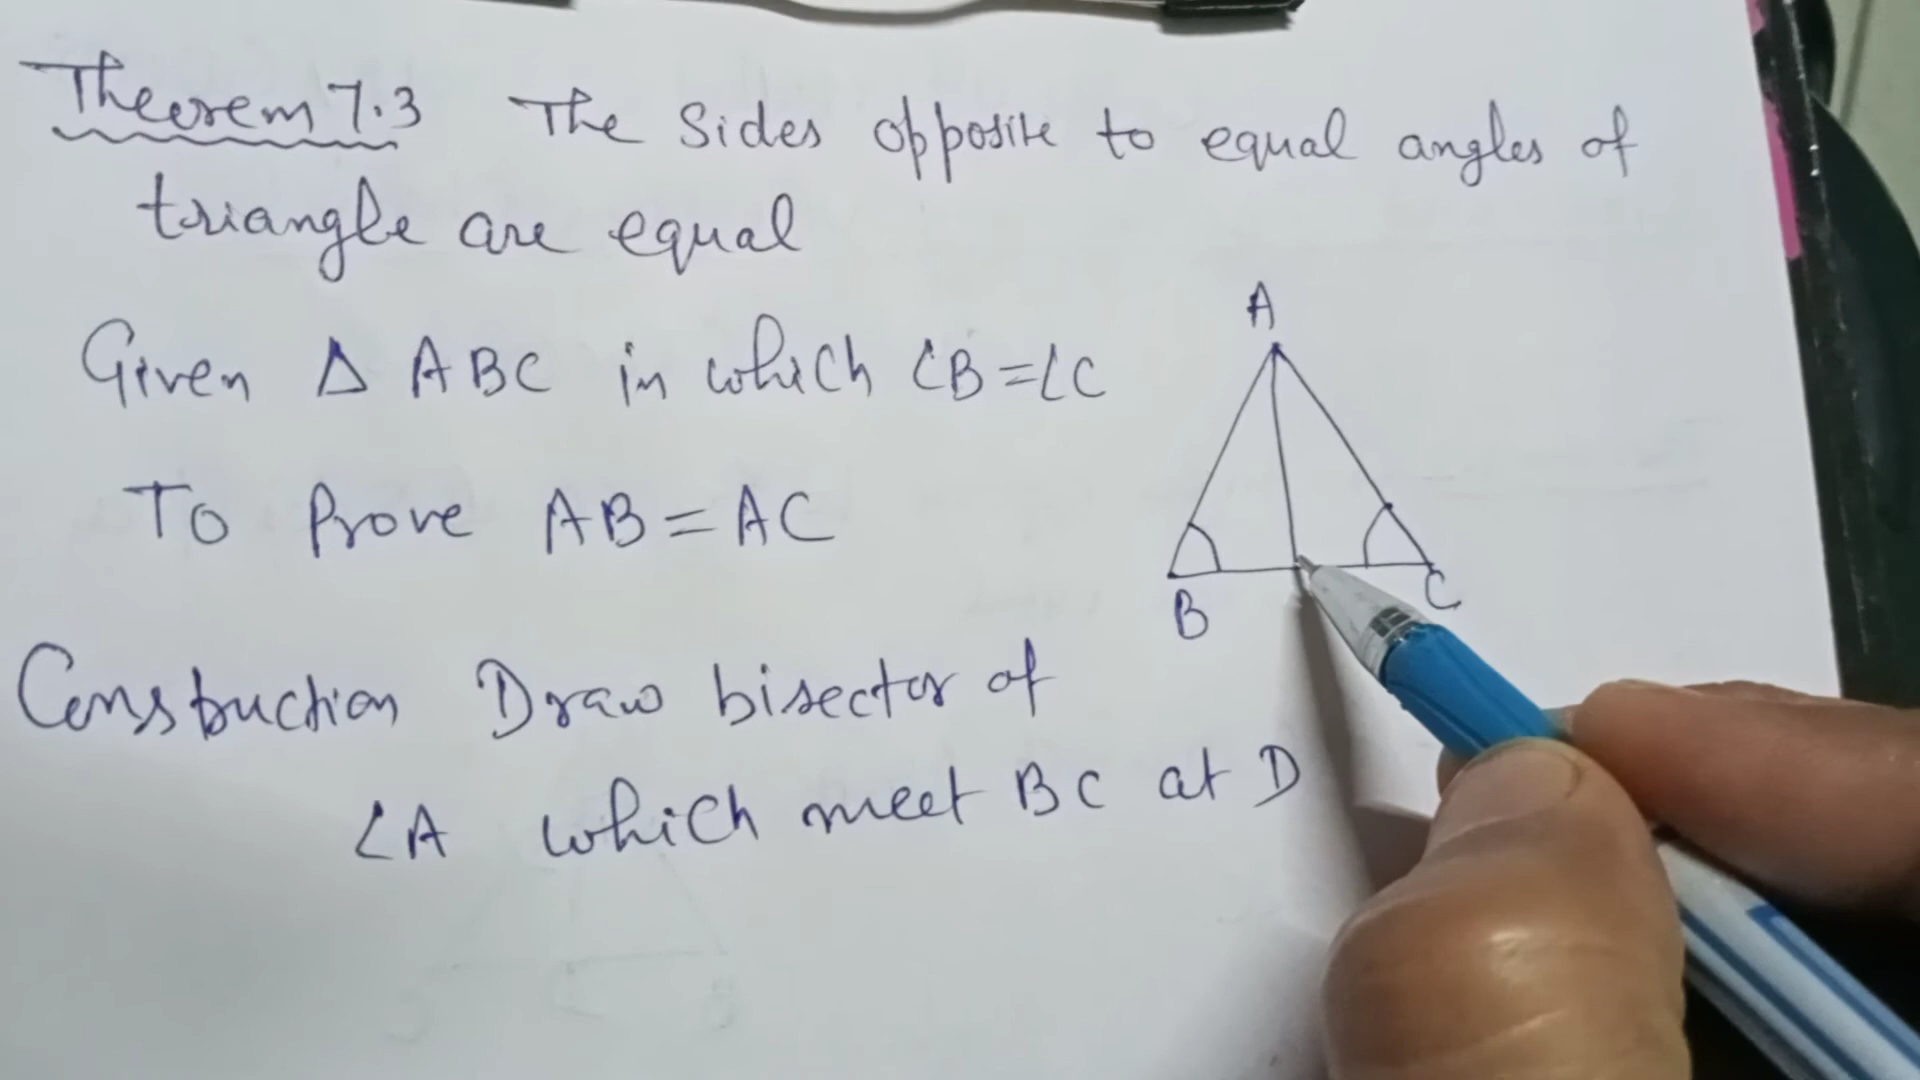 Theorem 7.3 The Sides opposite to equal angles of
triangle are equal
Given Δ ABC in which ∠B=∠C
To Prove AB=AC
Construction Draw bisector of
∠A which meet BC at D
A
B
C